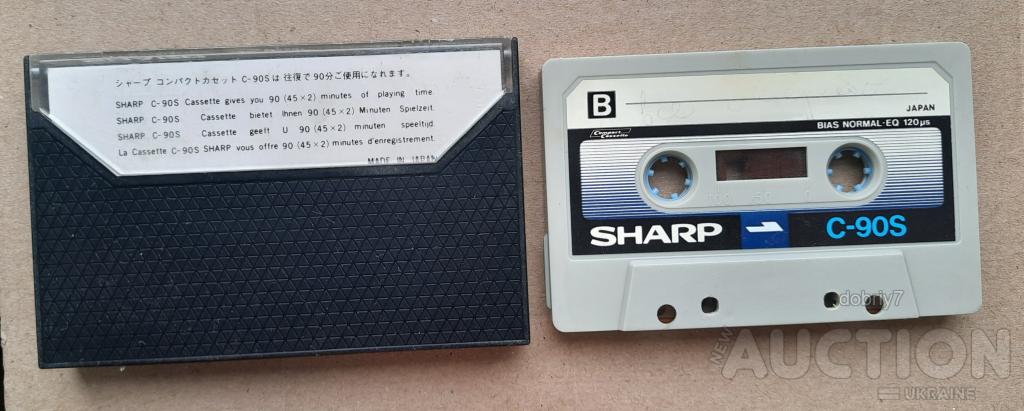 シャープ コンパクトカセット C-90Sは 往復で 90分ご使用になれます。
SHARP C-90S Cassette gives you 90 (45×2) minutes of playing time.
SHARP C-90S Cassette bietet Ihnen 90 (45×2) Minuten Spielzeit.
SHARP C-90S Cassette geeft U 90 (45×2) minuten speeltijd.
La Cassette C-90S SHARP vous offre 90 (45×2) minutes d'enregistrement.
MADE IN JAPAN
B
JAPAN
BIAS NORMAL·EQ 120μs
Compact Cassette
100 50 0
SHARP
C-90S
dobriy7
NEW
AUCTION
UKRAINE